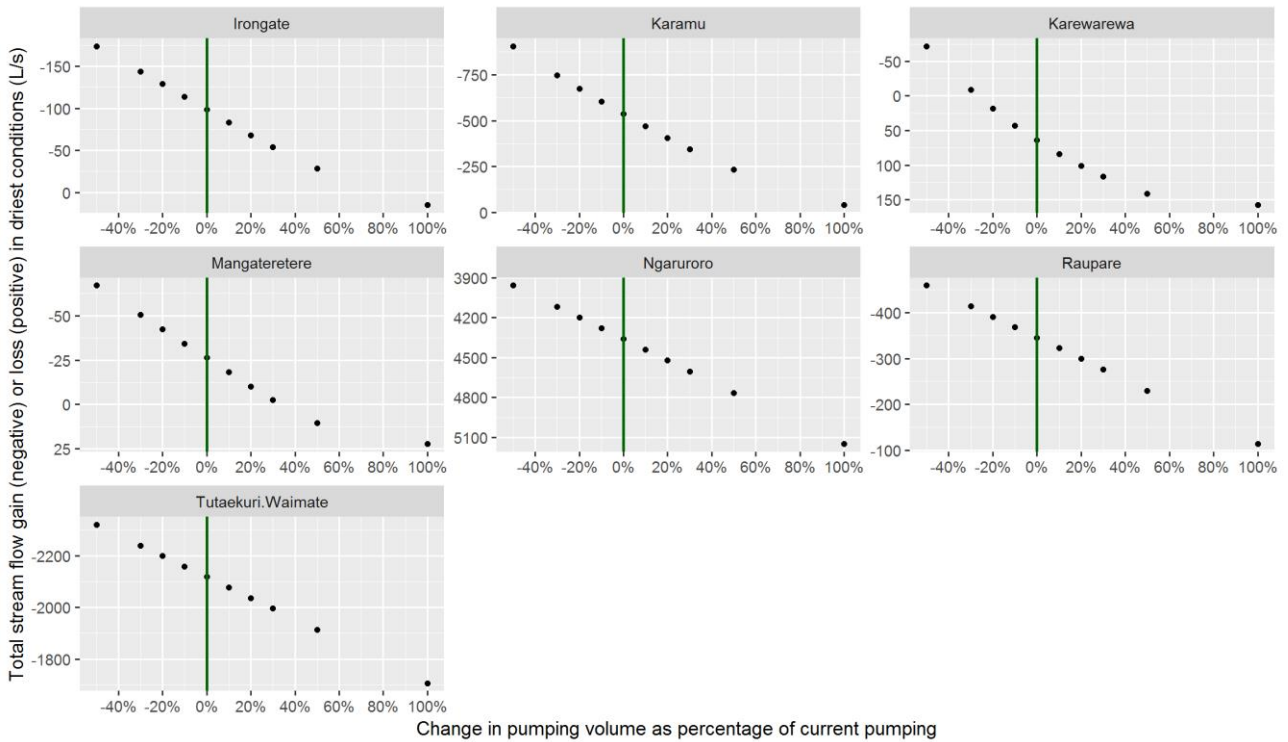 Total stream flow gain (negative) or loss (positive) in driest conditions (L/s)
Irongate
-150
-100
-50
0
-40% -20% 0% 20% 40% 60% 80% 100%
Karamu
-750
-500
-250
0
-40% -20% 0% 20% 40% 60% 80% 100%
Karewarewa
-50
0
50
100
150
-40% -20% 0% 20% 40% 60% 80% 100%
Mangateretere
-50
-25
0
25
-40% -20% 0% 20% 40% 60% 80% 100%
Ngaruroro
3900
4200
4500
4800
5100
-40% -20% 0% 20% 40% 60% 80% 100%
Raupare
-400
-300
-200
-100
-40% -20% 0% 20% 40% 60% 80% 100%
Tutaekuri.Waimate
-2200
-2000
-1800
-40% -20% 0% 20% 40% 60% 80% 100%
Change in pumping volume as percentage of current pumping